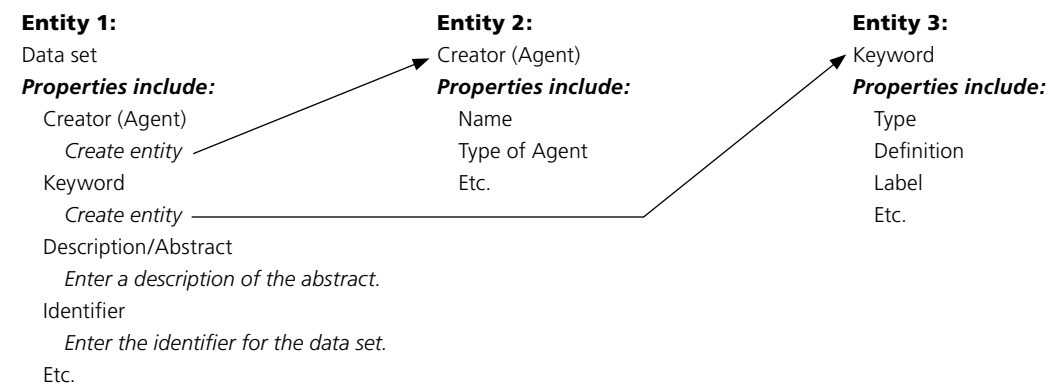 Entity 1:
Data set
Properties include:
Creator (Agent)
Create entity
Keyword
Create entity
Description/Abstract
Enter a description of the abstract.
Identifier
Enter the identifier for the data set.
Etc.
Entity 2:
Creator (Agent)
Properties include:
Name
Type of Agent
Etc.
Entity 3:
Keyword
Properties include:
Type
Definition
Label
Etc.